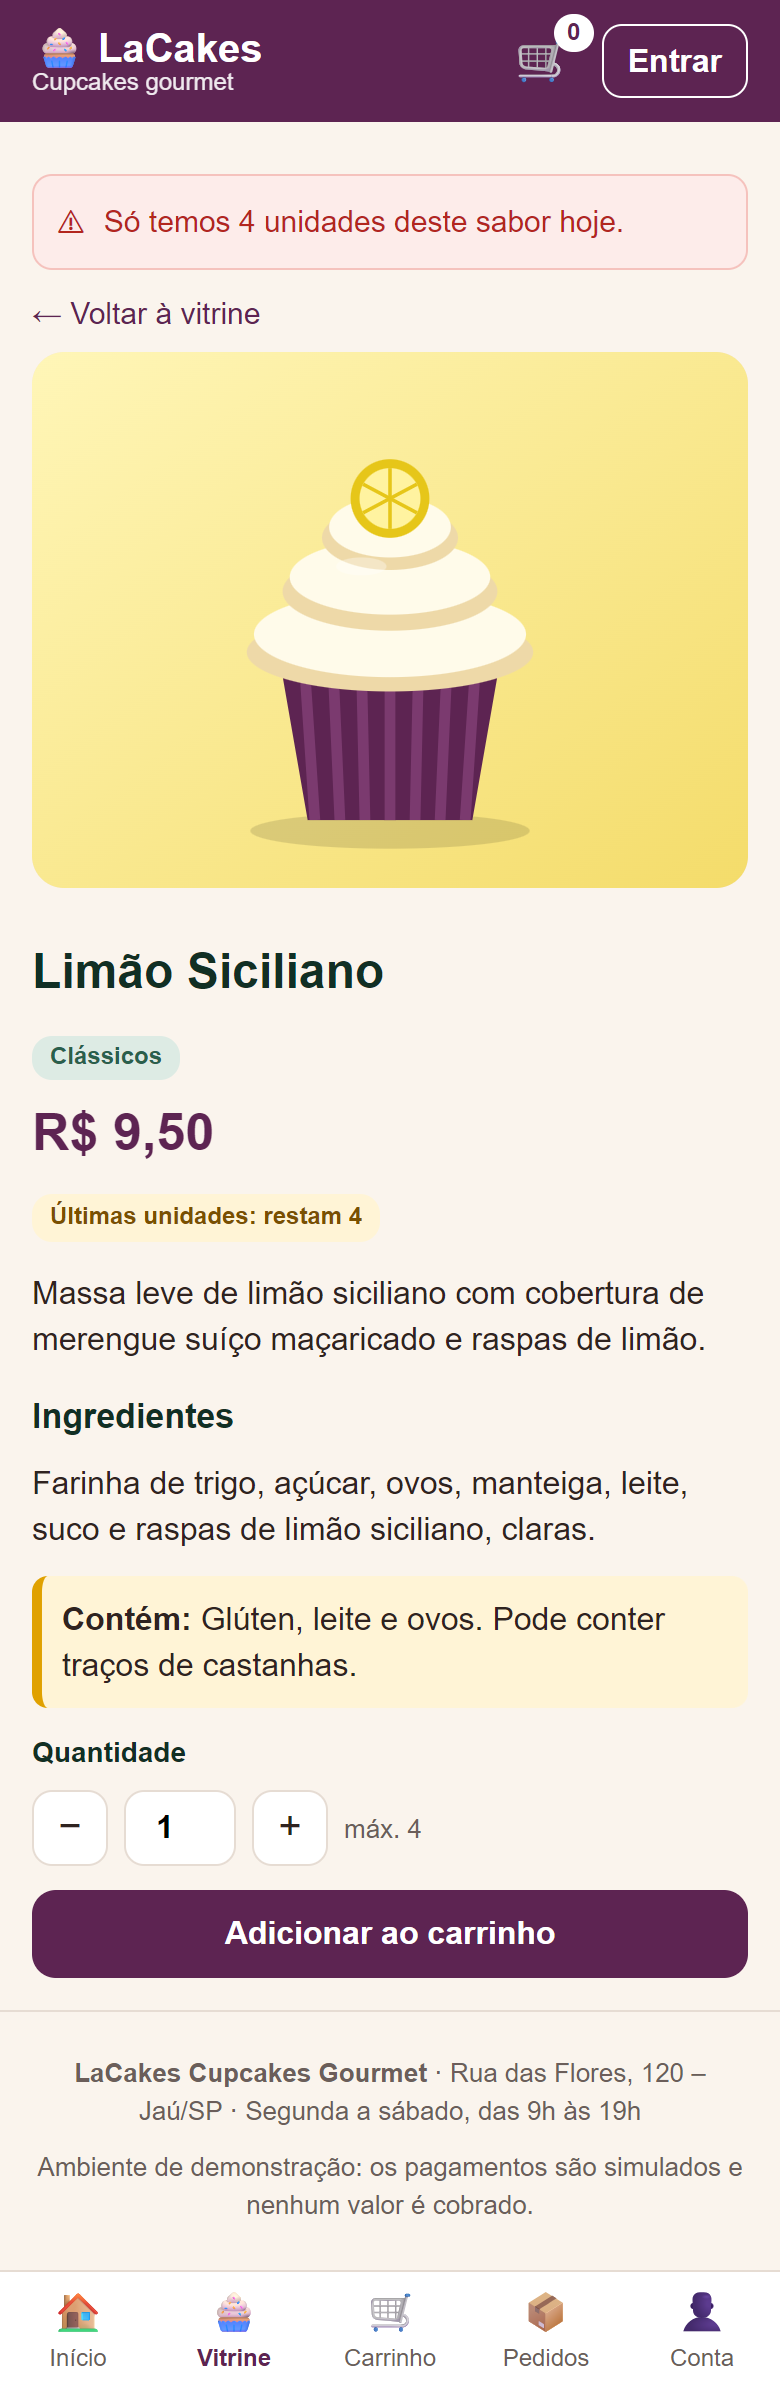 LaCakes
Cupcakes gourmet
0
Entrar
⚠ Só temos 4 unidades deste sabor hoje.
← Voltar à vitrine
Limão Siciliano
Clássicos
R$ 9,50
Últimas unidades: restam 4
Massa leve de limão siciliano com cobertura de
merengue suíço maçaricado e raspas de limão.
Ingredientes
Farinha de trigo, açúcar, ovos, manteiga, leite,
suco e raspas de limão siciliano, claras.
Contém: Glúten, leite e ovos. Pode conter
traços de castanhas.
Quantidade
− 1 + máx. 4
Adicionar ao carrinho
LaCakes Cupcakes Gourmet · Rua das Flores, 120 –
Jaú/SP · Segunda a sábado, das 9h às 19h
Ambiente de demonstração: os pagamentos são simulados e
nenhum valor é cobrado.
Início Vitrine Carrinho Pedidos Conta